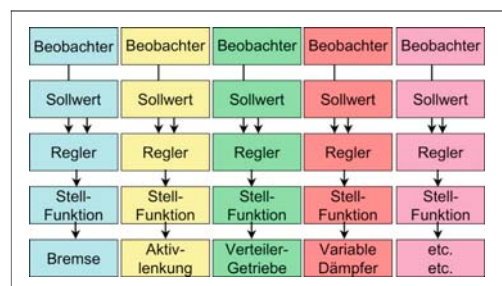 Beobachter Beobachter Beobachter Beobachter Beobachter
Sollwert Sollwert Sollwert Sollwert Sollwert
Regler Regler Regler Regler Regler
Stell- Stell- Stell- Stell- Stell-
Funktion Funktion Funktion Funktion Funktion
Bremse
Aktiv- Verteiler- Variable etc.
lenkung Getriebe Dämpfer etc.